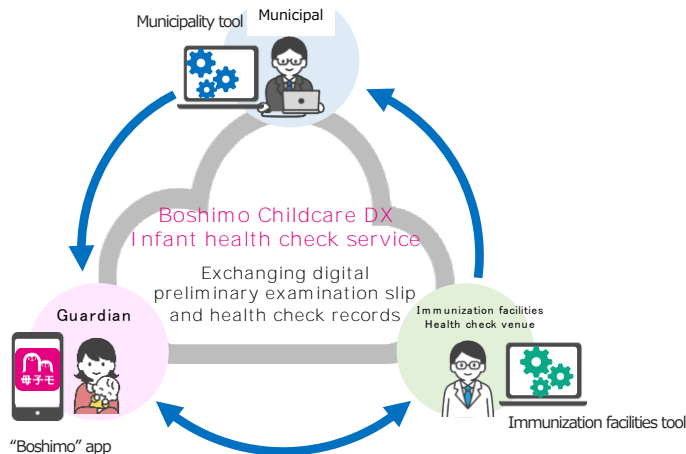 Municipality tool
Municipal
Boshimo Childcare DX
Infant health check service
Exchanging digital
preliminary examination slip
and health check records
Guardian
Immunization facilities
Health check venue
母子モ
Immunization facilities tool
“Boshimo” app